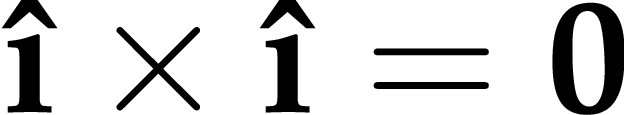 î × î = 0